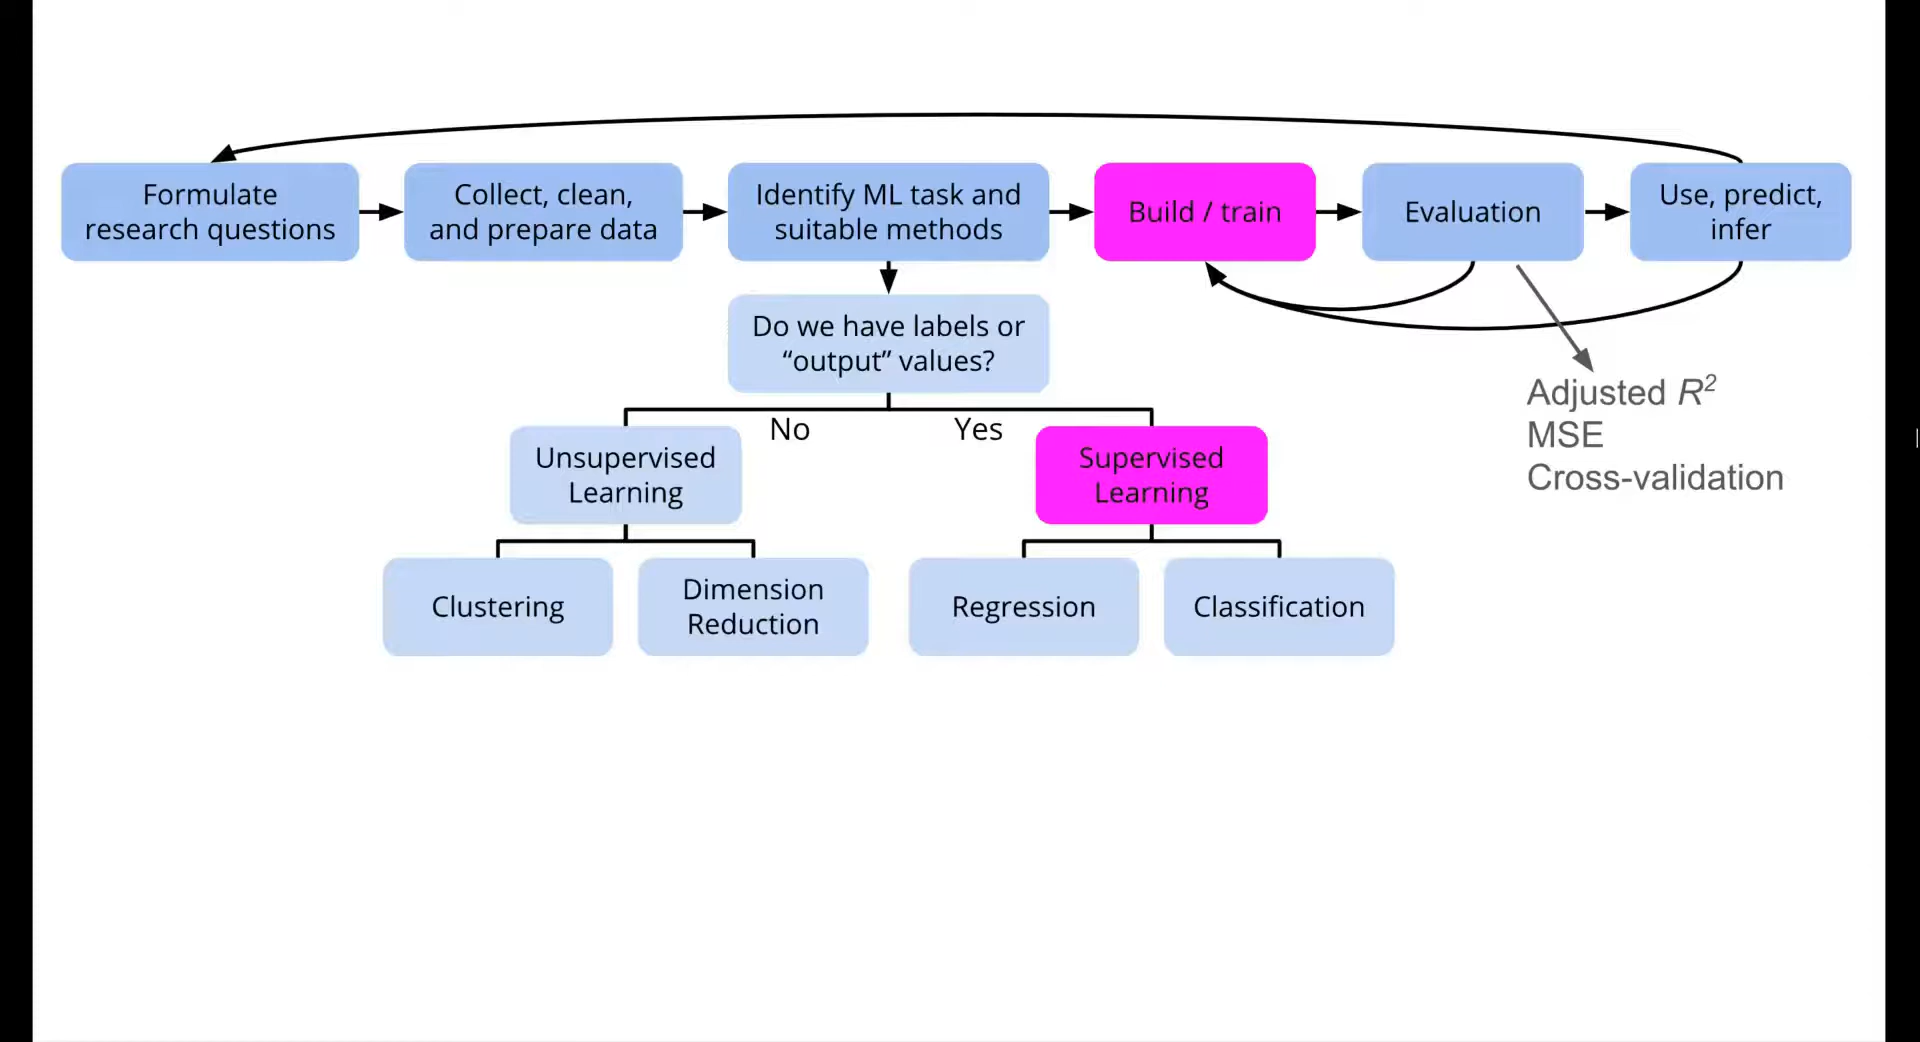 Formulate
research questions
Collect, clean,
and prepare data
Identify ML task and
suitable methods
Build / train
Evaluation
Use, predict,
infer
Do we have labels or
“output” values?
No
Yes
Unsupervised
Learning
Supervised
Learning
Clustering
Dimension
Reduction
Regression
Classification
Adjusted R²
MSE
Cross-validation